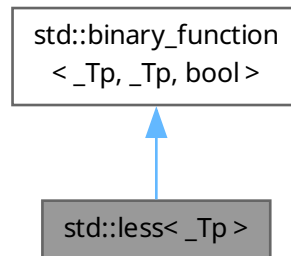 std::binary_function
< _Tp, _Tp, bool >
std::less< _Tp >